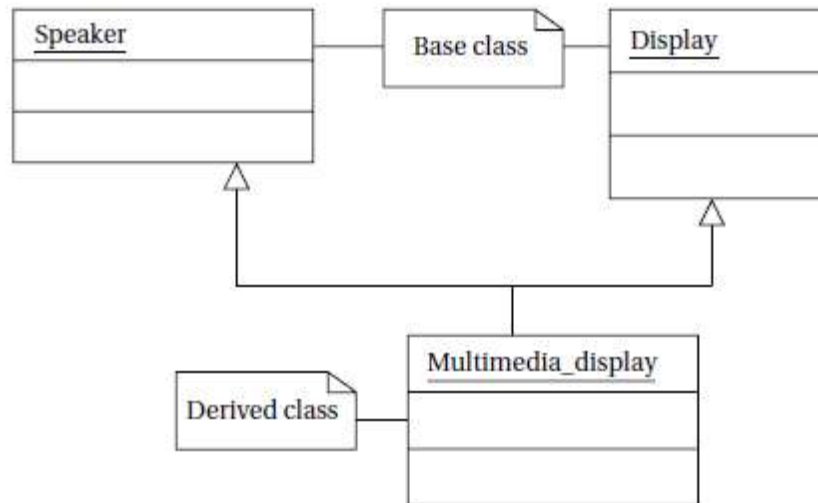 Speaker
Base class
Display
Multimedia_display
Derived class